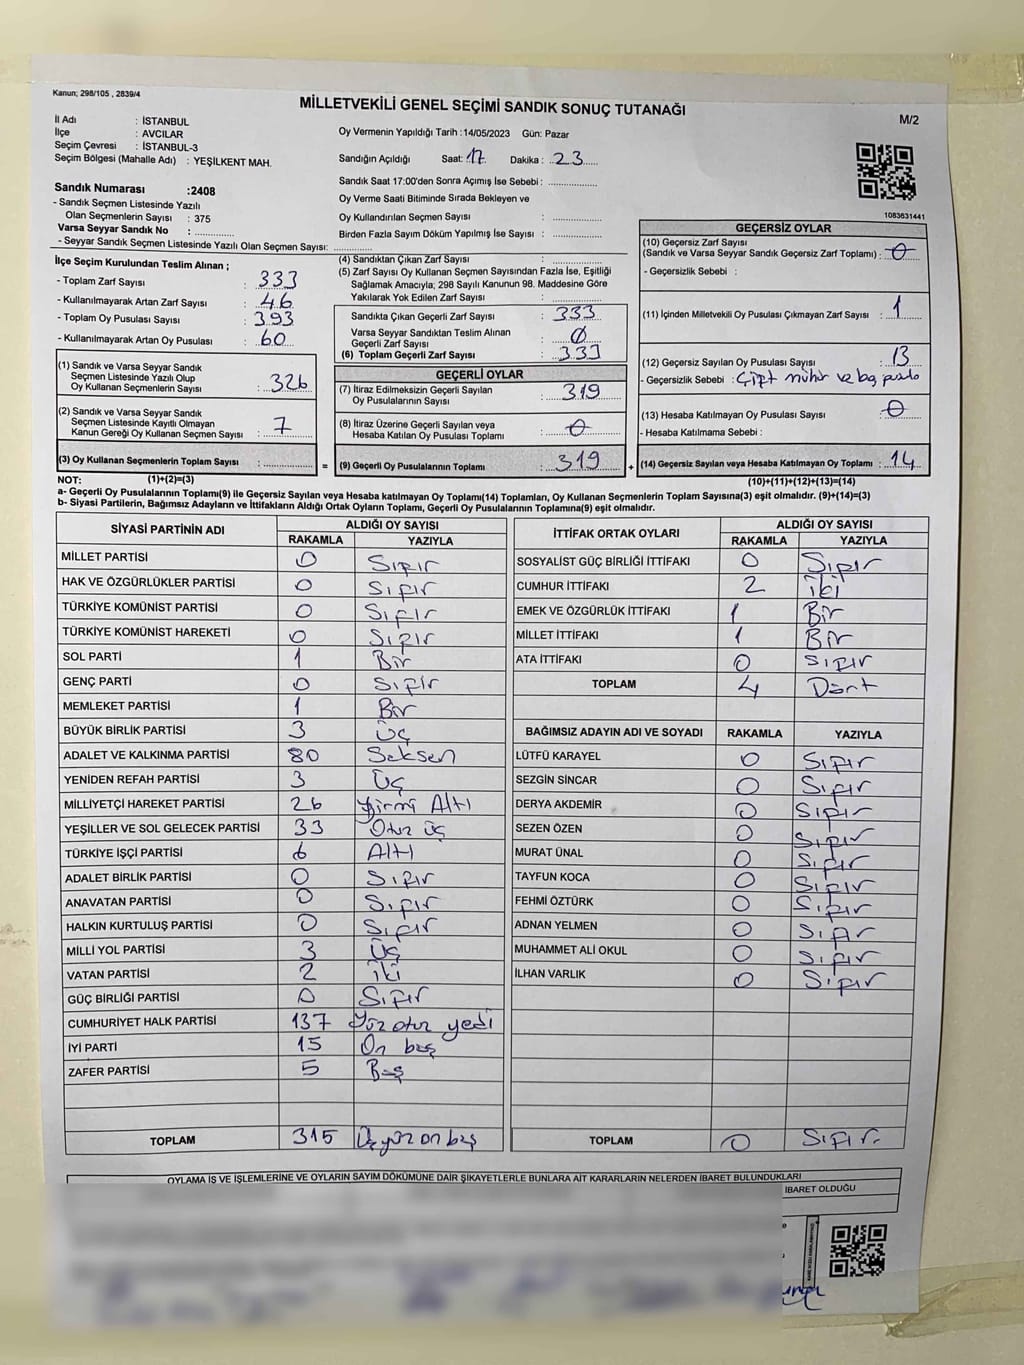 Kanun; 298/105 , 2839/4
MİLLETVEKİLİ GENEL SEÇİMİ SANDIK SONUÇ TUTANAĞI
M/2
İl Adı : İSTANBUL
İlçe : AVCILAR
Seçim Çevresi : İSTANBUL-3
Seçim Bölgesi (Mahalle Adı) : YEŞİLKENT MAH.
Oy Vermenin Yapıldığı Tarih :14/05/2023 Gün: Pazar
Sandığın Açıldığı Saat: 17 Dakika : 23
Sandık Saat 17:00'den Sonra Açımış İse Sebebi : ..................
Oy Verme Saati Bitiminde Sırada Bekleyen ve
Oy Kullandırılan Seçmen Sayısı : ..................
Birden Fazla Sayım Döküm Yapılmış İse Sayısı : ..................
Sandık Numarası :2408
- Sandık Seçmen Listesinde Yazılı
Olan Seçmenlerin Sayısı : 375
Varsa Seyyar Sandık No : ..............
- Seyyar Sandık Seçmen Listesinde Yazılı Olan Seçmen Sayısı: ..............
1083631441
İlçe Seçim Kurulundan Teslim Alınan ;
- Toplam Zarf Sayısı : 333
- Kullanılmayarak Artan Zarf Sayısı : 46
- Toplam Oy Pusulası Sayısı : 393
- Kullanılmayarak Artan Oy Pusulası : 60
(1) Sandık ve Varsa Seyyar Sandık
Seçmen Listesinde Yazılı Olup
Oy Kullanan Seçmenlerin Sayısı : 326
(2) Sandık ve Varsa Seyyar Sandık
Seçmen Listesinde Kayıtlı Olmayan
Kanun Gereği Oy Kullanan Seçmen Sayısı : 7
(3) Oy Kullanan Seçmenlerin Toplam Sayısı : ..............
(4) Sandıktan Çıkan Zarf Sayısı : ..............
(5) Zarf Sayısı Oy Kullanan Seçmen Sayısından Fazla İse, Eşitliği
Sağlamak Amacıyla; 298 Sayılı Kanunun 98. Maddesine Göre
Yakılarak Yok Edilen Zarf Sayısı : ..............
Sandıkta Çıkan Geçerli Zarf Sayısı : 333
Varsa Seyyar Sandıktan Teslim Alınan
Geçerli Zarf Sayısı : 0
(6) Toplam Geçerli Zarf Sayısı : 333
GEÇERLİ OYLAR
(7) İtiraz Edilmeksizin Geçerli Sayılan
Oy Pusulalarının Sayısı : 319
(8) İtiraz Üzerine Geçerli Sayılan veya
Hesaba Katılan Oy Pusulası Toplamı : 0
= (9) Geçerli Oy Pusulalarının Toplamı : 319
GEÇERSİZ OYLAR
(10) Geçersiz Zarf Sayısı
(Sandık ve Varsa Seyyar Sandık Geçersiz Zarf Toplamı) : 0
- Geçersizlik Sebebi :
(11) İçinden Milletvekili Oy Pusulası Çıkmayan Zarf Sayısı : 1
(12) Geçersiz Sayılan Oy Pusulası Sayısı : 13
- Geçersizlik Sebebi : Çift mühür ve boş
(13) Hesaba Katılmayan Oy Pusulası Sayısı : 0
- Hesaba Katılmama Sebebi :
+ (14) Geçersiz Sayılan veya Hesaba Katılmayan Oy Toplamı : 14
NOT: (1)+(2)=(3)
(10)+(11)+(12)+(13)=(14)
a- Geçerli Oy Pusulalarının Toplamı(9) ile Geçersiz Sayılan veya Hesaba katılmayan Oy Toplamı(14) Toplamları, Oy Kullanan Seçmenlerin Toplam Sayısına(3) eşit olmalıdır. (9)+(14)=(3)
b- Siyasi Partilerin, Bağımsız Adayların ve İttifakların Aldığı Ortak Oyların Toplamı, Geçerli Oy Pusulalarının Toplamına(9) eşit olmalıdır.
SİYASİ PARTİNİN ADI ALDIĞI OY SAYISI
RAKAMLA YAZIYLA
MİLLET PARTİSİ 0 Sıfır
HAK VE ÖZGÜRLÜKLER PARTİSİ 0 Sıfır
TÜRKİYE KOMÜNİST PARTİSİ 0 Sıfır
TÜRKİYE KOMÜNİST HAREKETİ 0 Sıfır
SOL PARTİ 1 Bir
GENÇ PARTİ 0 Sıfır
MEMLEKET PARTİSİ 1 Bir
BÜYÜK BİRLİK PARTİSİ 3 Üç
ADALET VE KALKINMA PARTİSİ 80 Seksen
YENİDEN REFAH PARTİSİ 3 Üç
MİLLİYETÇİ HAREKET PARTİSİ 26 Yirmi Altı
YEŞİLLER VE SOL GELECEK PARTİSİ 33 Otuz üç
TÜRKİYE İŞÇİ PARTİSİ 6 Altı
ADALET BİRLİK PARTİSİ 0 Sıfır
ANAVATAN PARTİSİ 0 Sıfır
HALKIN KURTULUŞ PARTİSİ 0 Sıfır
MİLLİ YOL PARTİSİ 3 Üç
VATAN PARTİSİ 2 İki
GÜÇ BİRLİĞİ PARTİSİ 0 Sıfır
CUMHURİYET HALK PARTİSİ 137 Yüz otuz yedi
İYİ PARTİ 15 On beş
ZAFER PARTİSİ 5 Beş
TOPLAM 315 Üçyüz on beş
İTTİFAK ORTAK OYLARI ALDIĞI OY SAYISI
RAKAMLA YAZIYLA
SOSYALİST GÜÇ BİRLİĞİ İTTİFAKI 0 Sıfır
CUMHUR İTTİFAKI 2 İki
EMEK VE ÖZGÜRLÜK İTTİFAKI 1 Bir
MİLLET İTTİFAKI 1 Bir
ATA İTTİFAKI 0 Sıfır
TOPLAM 4 Dört
BAĞIMSIZ ADAYIN ADI VE SOYADI RAKAMLA YAZIYLA
LÜTFÜ KARAYEL 0 Sıfır
SEZGİN SİNCAR 0 Sıfır
DERYA AKDEMİR 0 Sıfır
SEZEN ÖZEN 0 Sıfır
MURAT ÜNAL 0 Sıfır
TAYFUN KOCA 0 Sıfır
FEHMİ ÖZTÜRK 0 Sıfır
ADNAN YELMEN 0 Sıfır
MUHAMMET ALİ OKUL 0 Sıfır
İLHAN VARLIK 0 Sıfır
TOPLAM 0 Sıfır.
OYLAMA İŞ VE İŞLEMLERİNE VE OYLARIN SAYIM DÖKÜMÜNE DAİR ŞİKAYETLERLE BUNLARA AİT KARARLARIN NELERDEN İBARET BULUNDUKLARI
İBARET OLDUĞU